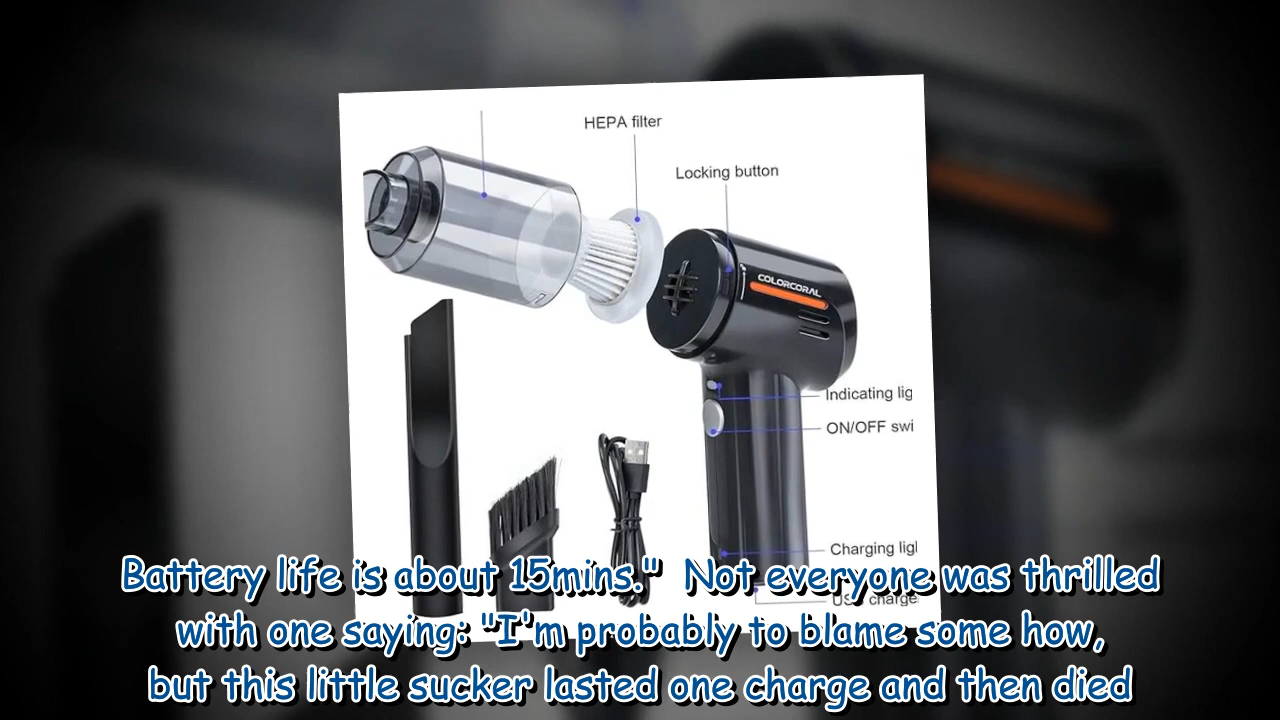 HEPA filter
Locking button
COLORCORAL
Indicating lig
ON/OFF swi
Charging ligl
Battery life is about 15mins." Not everyone was thrilled
with one saying: "I'm probably to blame some how,
but this little sucker lasted one charge and then died